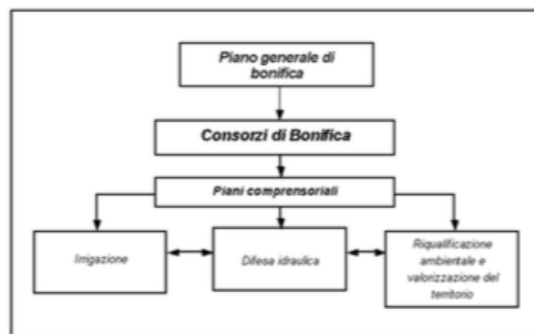 Piano generale di
bonifica
Consorzi di Bonifica
Piani comprensoriali
Irrigazione
Difesa idraulica
Riqualificazione
ambientale e
valorizzazione del
territorio